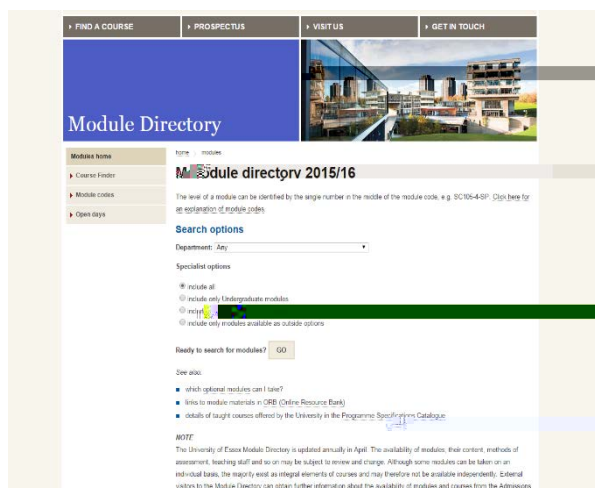 FIND A COURSE
PROSPECTUS
VISIT US
GET IN TOUCH
Module Directory
Modules home
Course Finder
Module codes
Open days
home modules
Module directory 2015/16
The level of a module can be identified by the single number in the middle of the module code, e.g. SC105-4-SP. Click here for
an explanation of module codes.
Search options
Department: Any
Specialist options
include all
include only Undergraduate modules
include only modules available as outside options
Ready to search for modules? GO
See also:
which optional modules can I take?
links to module materials in ORB (Online Resource Bank)
details of taught courses offered by the University in the Programme Specifications Catalogue
NOTE
The University of Essex Module Directory is updated annually in April. The availability of modules, their content, methods of
assessment, teaching staff and so on may be subject to review and change. Although some modules can be taken on an
individual basis, the majority exist as integral elements of courses and may therefore not be available independently. External
visitors to the Module Directory can obtain further information about the availability of modules and courses from the Admissions